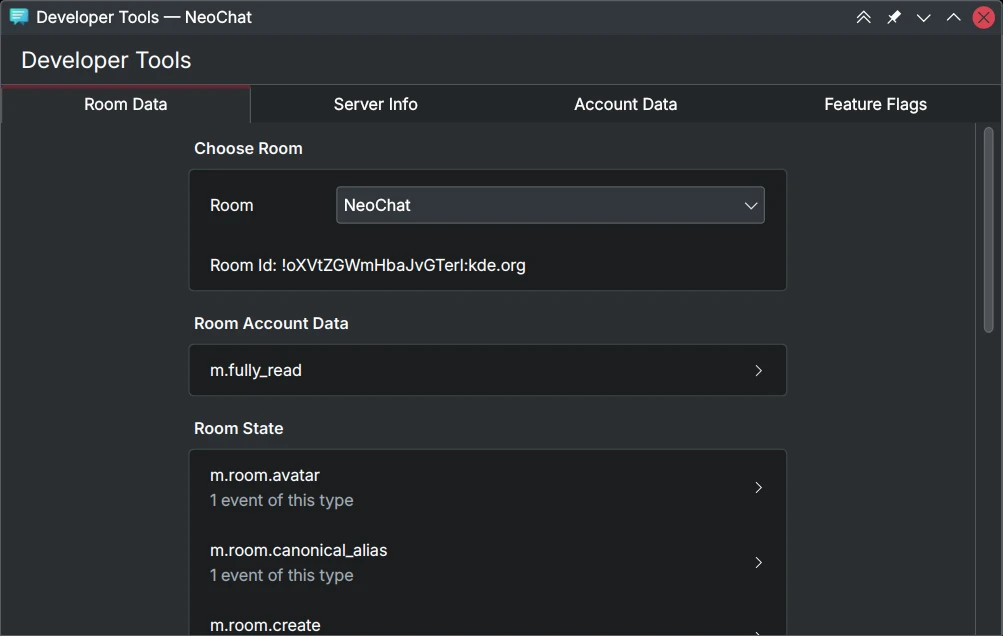 Developer Tools — NeoChat
Developer Tools
Room Data
Server Info
Account Data
Feature Flags
Choose Room
Room
NeoChat
Room Id: !oXVtZGWmHbaJvGTerI:kde.org
Room Account Data
m.fully_read
Room State
m.room.avatar
1 event of this type
m.room.canonical_alias
1 event of this type
m.room.create